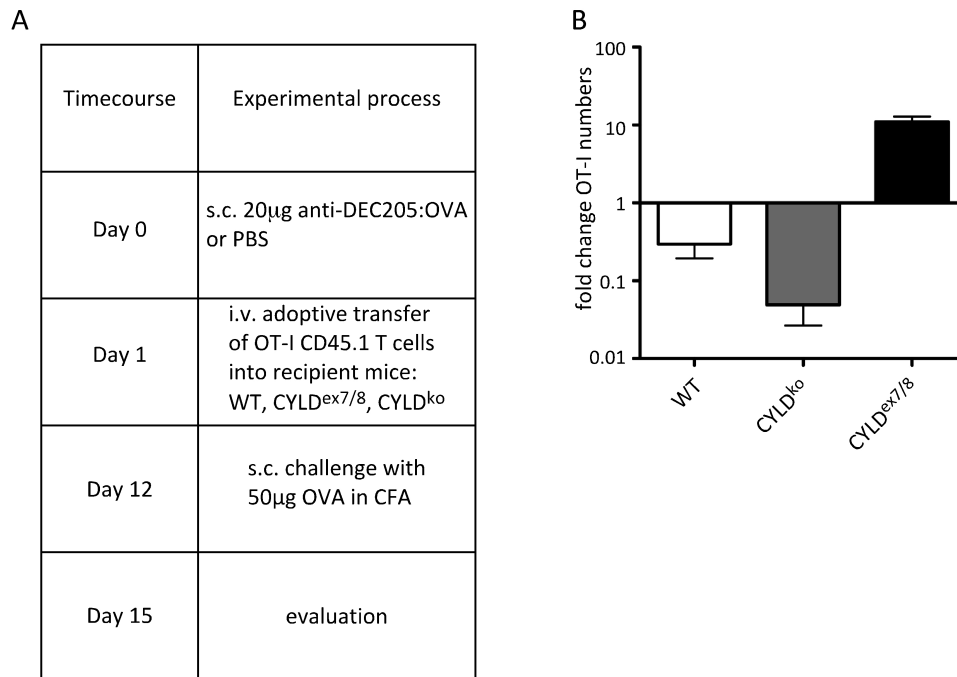 A
Timecourse
Experimental process
Day 0
s.c. 20μg anti-DEC205:OVA
or PBS
Day 1
i.v. adoptive transfer
of OT-I CD45.1 T cells
into recipient mice:
WT, CYLDex7/8, CYLDko
Day 12
s.c. challenge with
50μg OVA in CFA
Day 15
evaluation
B
fold change OT-I numbers
100
10
1
0.1
0.01
WT
CYLDko
CYLDex7/8